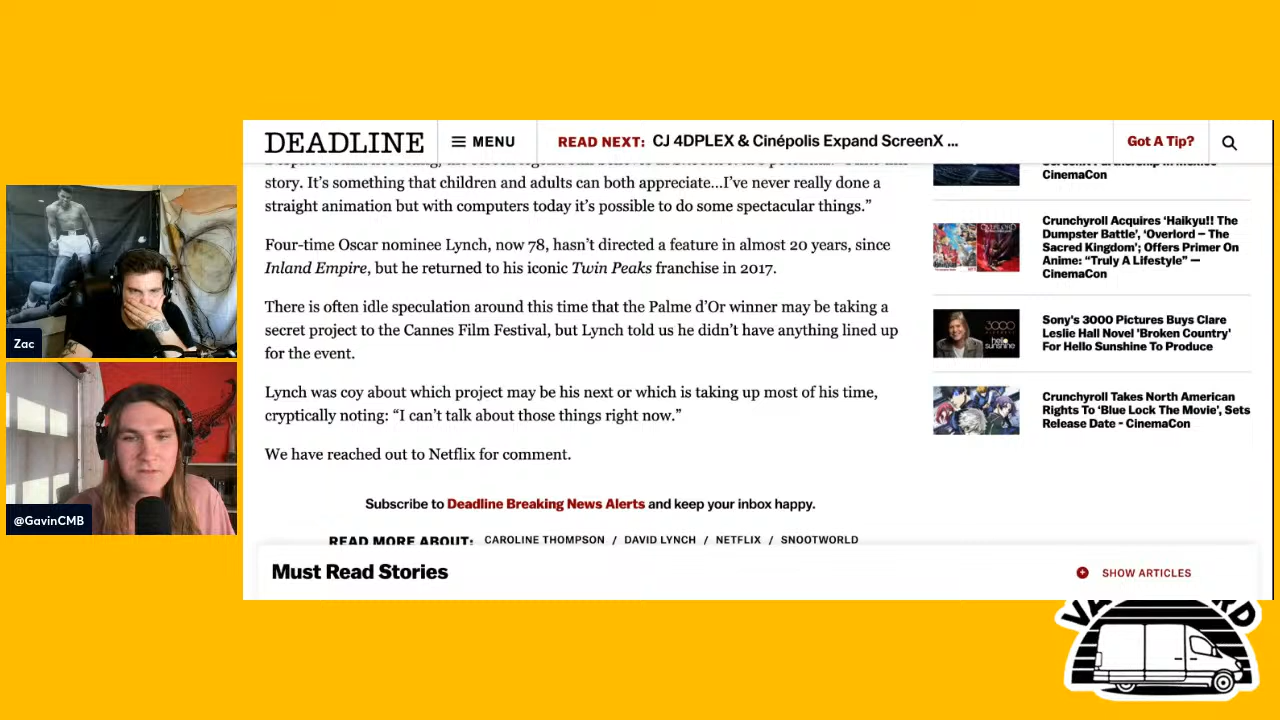 DEADLINE
MENU
READ NEXT: CJ 4DPLEX & Cinépolis Expand ScreenX ...
Got A Tip?
story. It's something that children and adults can both appreciate…I've never really done a
straight animation but with computers today it's possible to do some spectacular things."
Four-time Oscar nominee Lynch, now 78, hasn't directed a feature in almost 20 years, since
Inland Empire, but he returned to his iconic Twin Peaks franchise in 2017.
There is often idle speculation around this time that the Palme d'Or winner may be taking a
secret project to the Cannes Film Festival, but Lynch told us he didn't have anything lined up
for the event.
Lynch was coy about which project may be his next or which is taking up most of his time,
cryptically noting: "I can't talk about those things right now."
We have reached out to Netflix for comment.
Subscribe to Deadline Breaking News Alerts and keep your inbox happy.
READ MORE ABOUT: CAROLINE THOMPSON / DAVID LYNCH / NETFLIX / SNOOTWORLD
Must Read Stories
SHOW ARTICLES
CinemaCon
Crunchyroll Acquires 'Haikyu!! The
Dumpster Battle', 'Overlord – The
Sacred Kingdom'; Offers Primer On
Anime: "Truly A Lifestyle" —
CinemaCon
Sony's 3000 Pictures Buys Clare
Leslie Hall Novel 'Broken Country'
For Hello Sunshine To Produce
Crunchyroll Takes North American
Rights To 'Blue Lock The Movie', Sets
Release Date - CinemaCon
3000
hello
sunshine
Zac
@GavinCMB